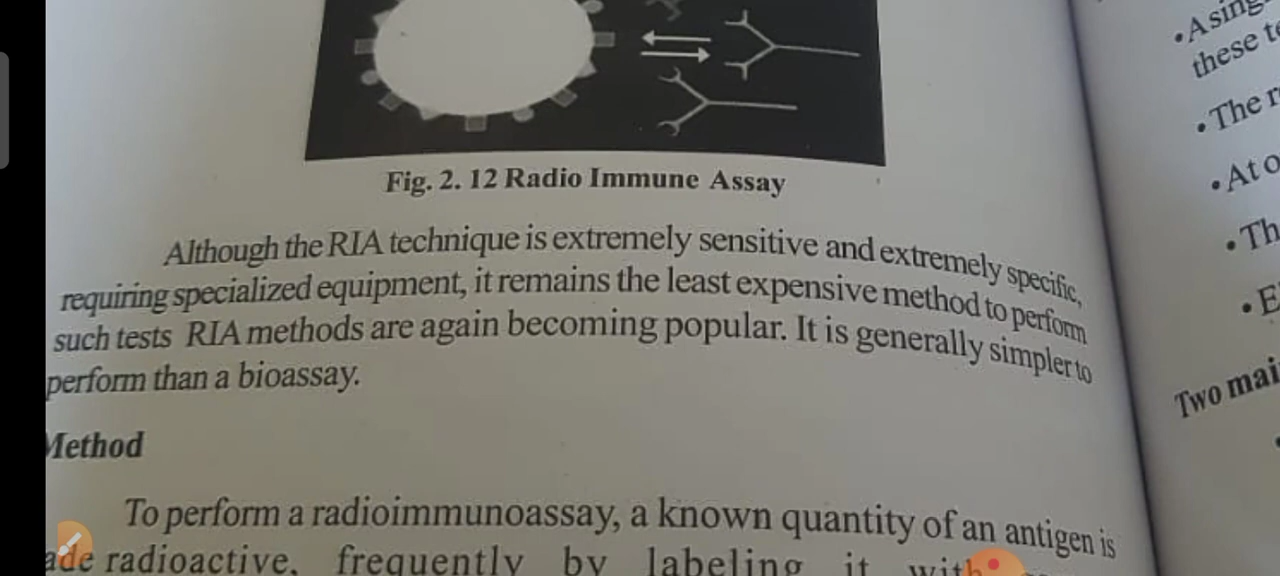 Fig. 2. 12 Radio Immune Assay
Although the RIA technique is extremely sensitive and extremely specific,
requiring specialized equipment, it remains the least expensive method to perform
such tests RIA methods are again becoming popular. It is generally simpler to
perform than a bioassay.
Method
To perform a radioimmunoassay, a known quantity of an antigen is
radioactive, frequently by labeling it with
• A
these
• The
• At
• Th
• E
Two